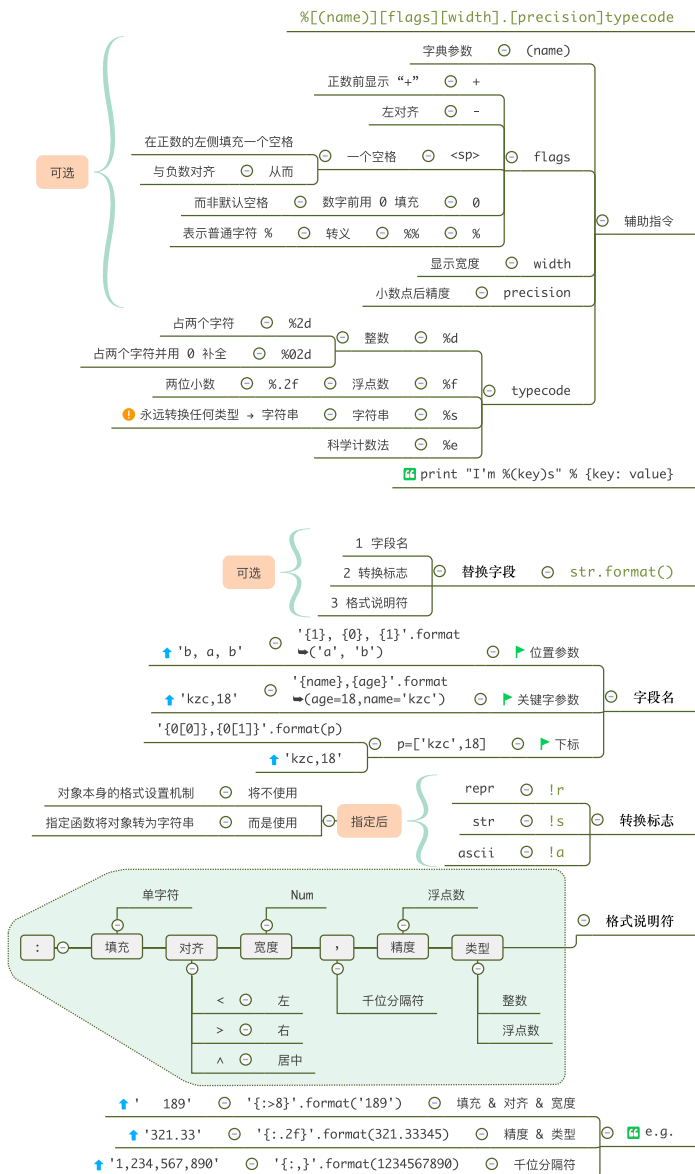 %[(name)][flags][width].[precision]typecode
字典参数 (name)
正数前显示 “+” +
左对齐 -
在正数的左侧填充一个空格
一个空格 <sp> flags
可选
与负数对齐 从而
而非默认空格 数字前用 0 填充 0
辅助指令
表示普通字符 % 转义 %% %
显示宽度 width
小数点后精度 precision
占两个字符 %2d
整数 %d
占两个字符并用 0 补全 %02d
两位小数 %.2f 浮点数 %f
typecode
永远转换任何类型 → 字符串 字符串 %s
科学计数法 %e
print "I'm %(key)s" % {key: value}
1 字段名
可选 2 转换标志 替换字段 str.format()
3 格式说明符
'{1}, {0}, {1}'.format
'b, a, b' ➥('a', 'b') 位置参数
'{name},{age}'.format
'kzc,18' ➥(age=18,name='kzc') 关键字参数 字段名
'{0[0]},{0[1]}'.format(p)
p=['kzc',18] 下标
'kzc,18'
repr !r
对象本身的格式设置机制 将不使用
指定函数将对象转为字符串 而是使用 指定后 str !s 转换标志
ascii !a
单字符 Num 浮点数
格式说明符
: 填充 对齐 宽度 , 精度 类型
< 左 千位分隔符 整数
> 右 浮点数
^ 居中
'   189' '{:>8}'.format('189') 填充 & 对齐 & 宽度
'321.33' '{:.2f}'.format(321.33345) 精度 & 类型 e.g.
'1,234,567,890' '{:,}'.format(1234567890) 千位分隔符